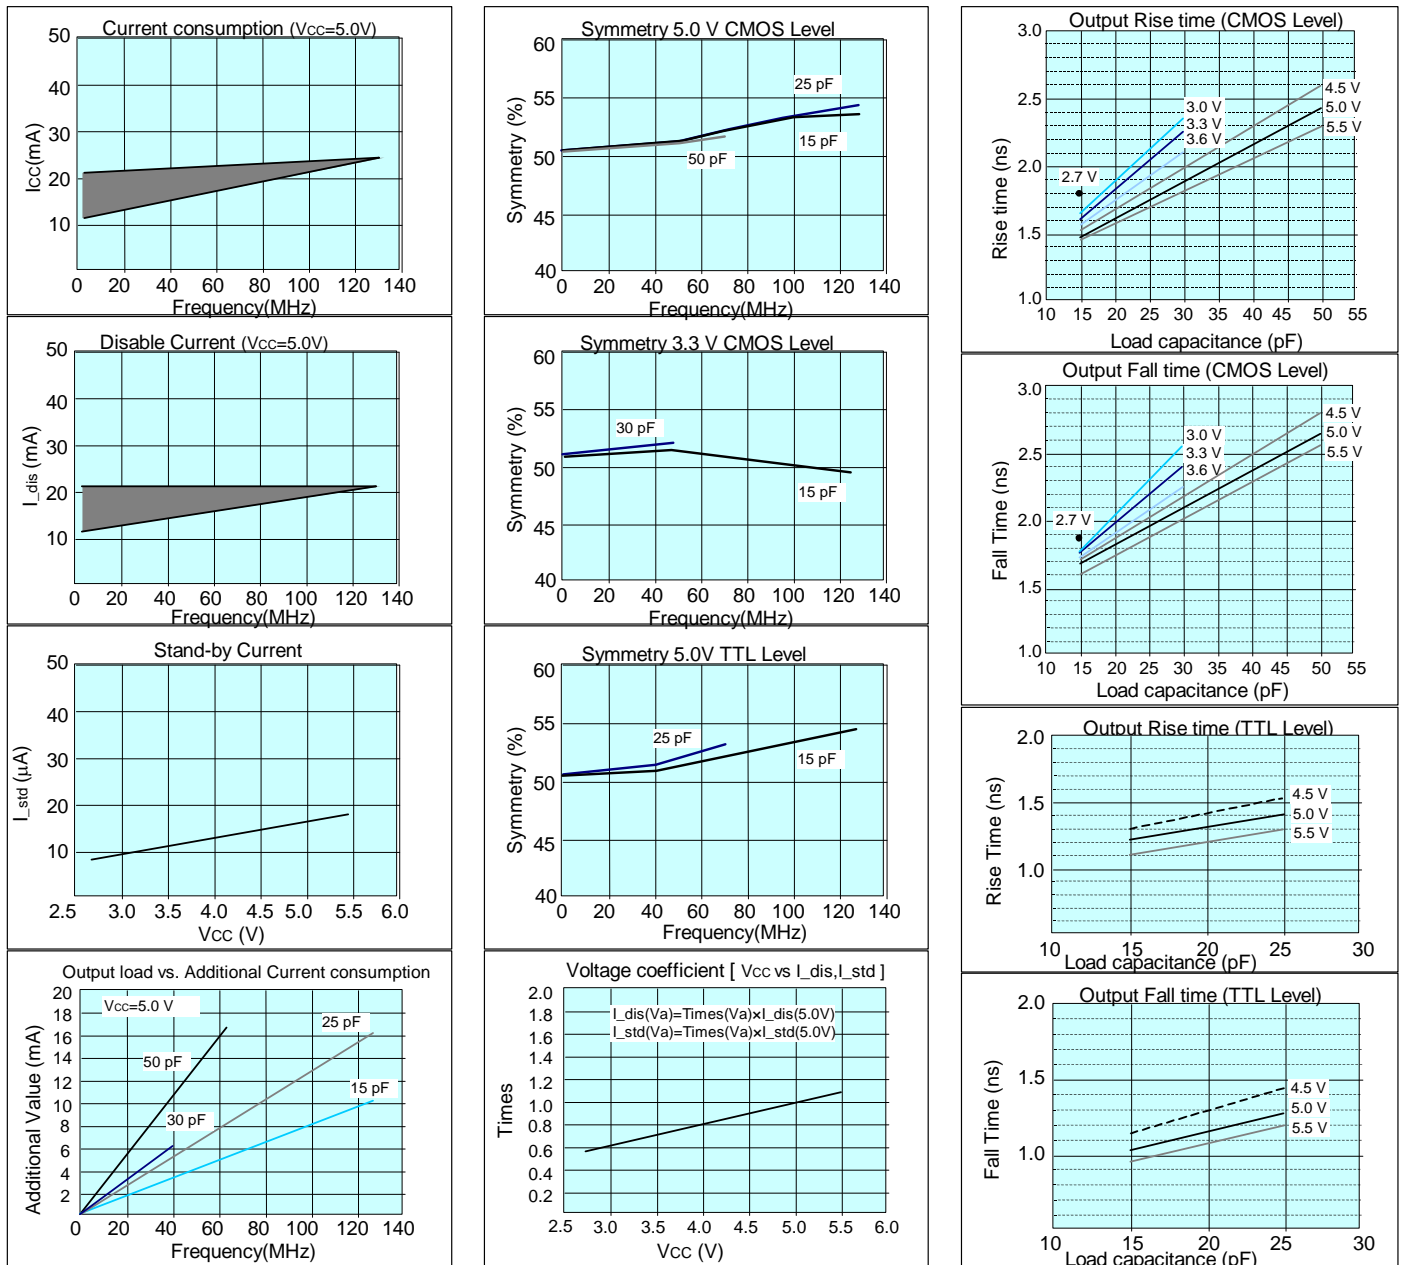 Current consumption (VCC=5.0V)
50
40
30
20
10
ICC(mA)
0 20 40 60 80 100 120 140
Frequency(MHz)
Disable Current (VCC=5.0V)
50
40
30
20
10
I_dis (mA)
0 20 40 60 80 100 120 140
Frequency(MHz)
Stand-by Current
50
40
30
20
10
I_std (μA)
2.5 3.0 3.5 4.0 4.5 5.0 5.5 6.0
VCC (V)
Output load vs. Additional Current consumption
20
18
16
14
12
10
8
6
4
2
Additional Value (mA)
VCC=5.0 V
25 pF
50 pF
15 pF
30 pF
0 20 40 60 80 100 120 140
Frequency(MHz)
Symmetry 5.0 V CMOS Level
60
55
50
45
40
Symmetry (%)
25 pF
15 pF
50 pF
0 20 40 60 80 100 120 140
Frequency(MHz)
Symmetry 3.3 V CMOS Level
60
55
50
45
40
Symmetry (%)
30 pF
15 pF
0 20 40 60 80 100 120 140
Frequency(MHz)
Symmetry 5.0V TTL Level
60
55
50
45
40
Symmetry (%)
25 pF
15 pF
0 20 40 60 80 100 120 140
Frequency(MHz)
Voltage coefficient [ VCC vs I_dis,I_std ]
2.0
1.8
1.6
1.4
1.2
1.0
0.8
0.6
0.4
0.2
Times
I_dis(Va)=Times(Va)×I_dis(5.0V)
I_std(Va)=Times(Va)×I_std(5.0V)
2.5 3.0 3.5 4.0 4.5 5.0 5.5 6.0
VCC (V)
Output Rise time (CMOS Level)
3.0
2.5
2.0
1.5
1.0
Rise time (ns)
4.5 V
3.0 V
5.0 V
3.3 V
5.5 V
3.6 V
2.7 V
10 15 20 25 30 35 40 45 50 55
Load capacitance (pF)
Output Fall time (CMOS Level)
3.0
2.5
2.0
1.5
1.0
Fall Time (ns)
4.5 V
3.0 V
5.0 V
3.3 V
5.5 V
3.6 V
2.7 V
10 15 20 25 30 35 40 45 50 55
Load capacitance (pF)
Output Rise time (TTL Level)
2.0
1.5
1.0
Rise Time (ns)
4.5 V
5.0 V
5.5 V
10 15 20 25 30
Load capacitance (pF)
Output Fall time (TTL Level)
2.0
1.5
1.0
Fall Time (ns)
4.5 V
5.0 V
5.5 V
10 15 20 25 30
Load capacitance (pF)